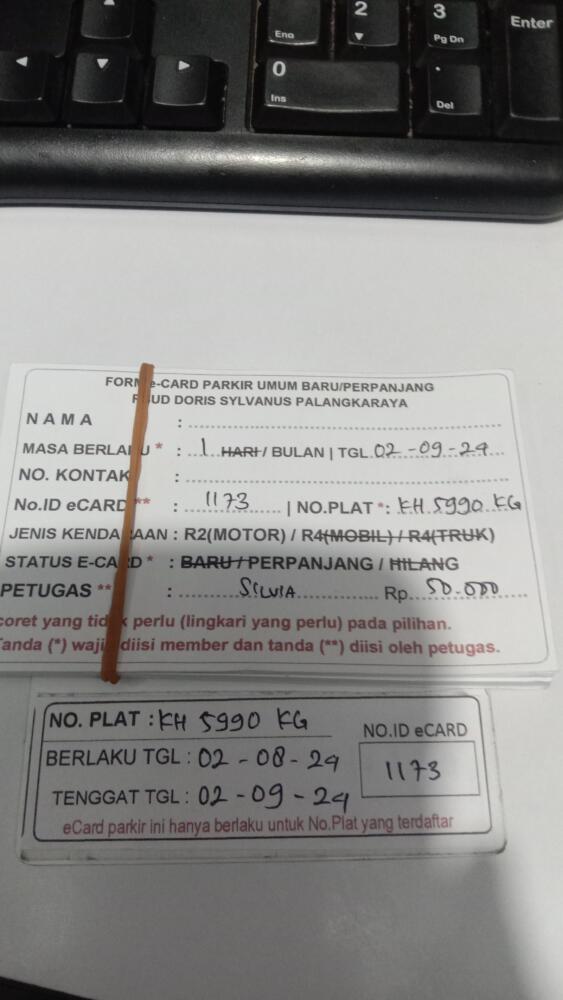 2
3
Enter
End
Pg Dn
0
Ins
.
Del
FORM e-CARD PARKIR UMUM BARU/PERPANJANG
RSUD DORIS SYLVANUS PALANGKARAYA
NAMA :
MASA BERLAKU * : 1 HARI / BULAN | TGL 02-09-24
NO. KONTAK :
No.ID eCARD ** : 1173 | NO.PLAT *: KH 5990 KG
JENIS KENDARAAN : R2(MOTOR) / R4(MOBIL) / R4(TRUK)
STATUS E-CARD * : BARU / PERPANJANG / HILANG
PETUGAS ** : SILVIA Rp. 50.000
coret yang tidak perlu (lingkari yang perlu) pada pilihan.
Tanda (*) wajib diisi member dan tanda (**) diisi oleh petugas.
NO. PLAT : KH 5990 KG
NO.ID eCARD
BERLAKU TGL : 02-08-24
1173
TENGGAT TGL : 02-09-24
eCard parkir ini hanya berlaku untuk No.Plat yang terdaftar